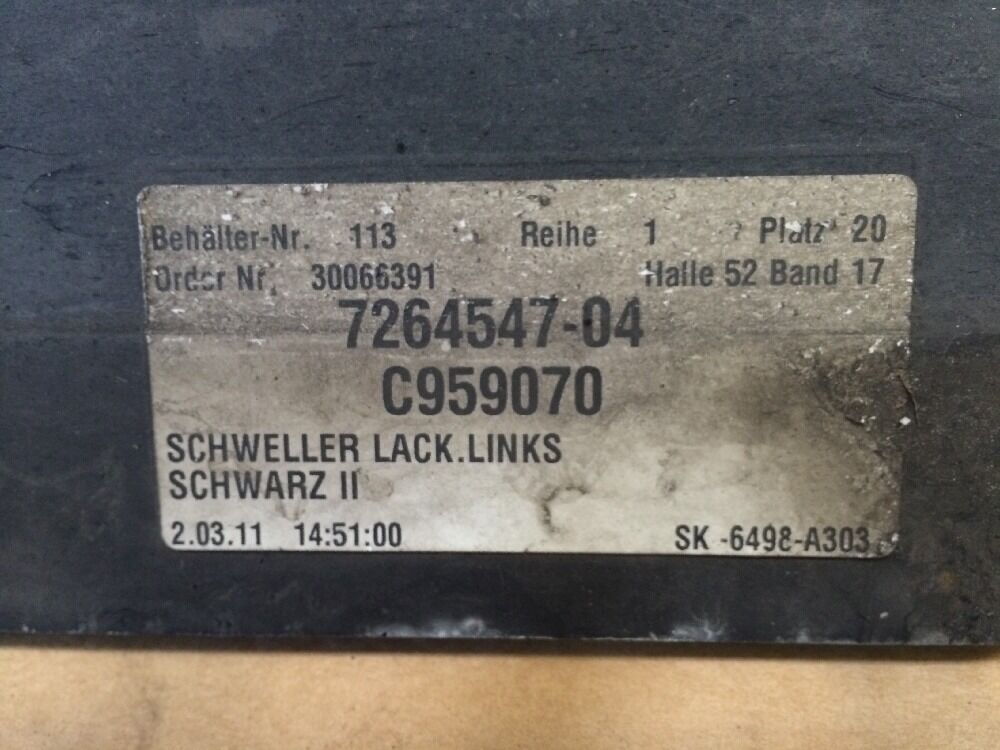 Behälter-Nr. 113 Reihe 1 Platz 20
Order Nr. 30066391 Halle 52 Band 17
7264547-04
C959070
SCHWELLER LACK.LINKS
SCHWARZ II
2.03.11 14:51:00 SK -6498-A303